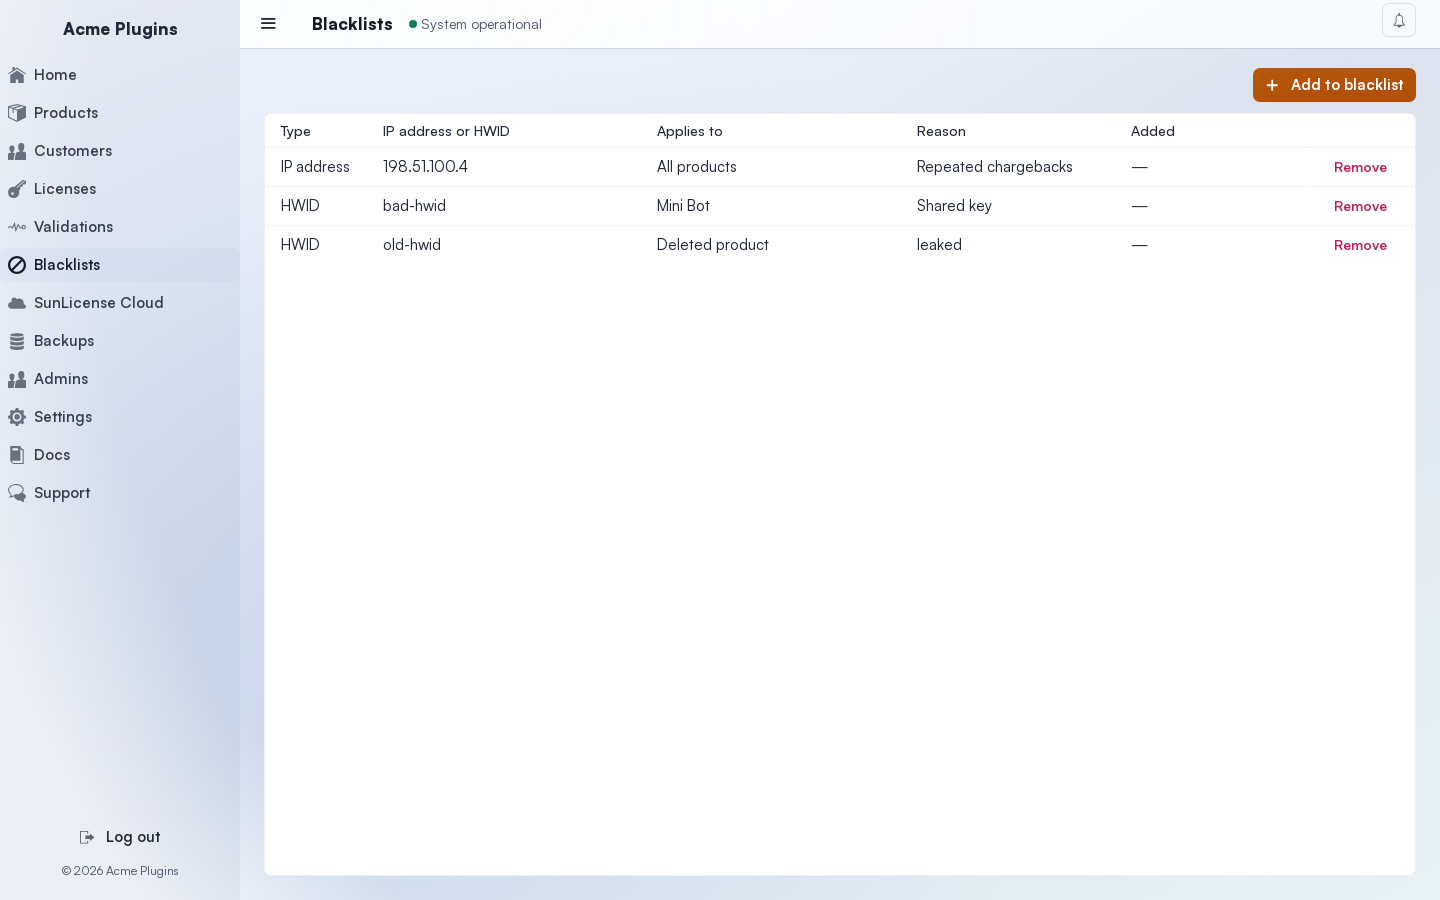 Acme Plugins
Home
Products
Customers
Licenses
Validations
Blacklists
SunLicense Cloud
Backups
Admins
Settings
Docs
Support
Log out
© 2026 Acme Plugins
Blacklists System operational
Add to blacklist
Type IP address or HWID Applies to Reason Added
IP address 198.51.100.4 All products Repeated chargebacks — Remove
HWID bad-hwid Mini Bot Shared key — Remove
HWID old-hwid Deleted product leaked — Remove